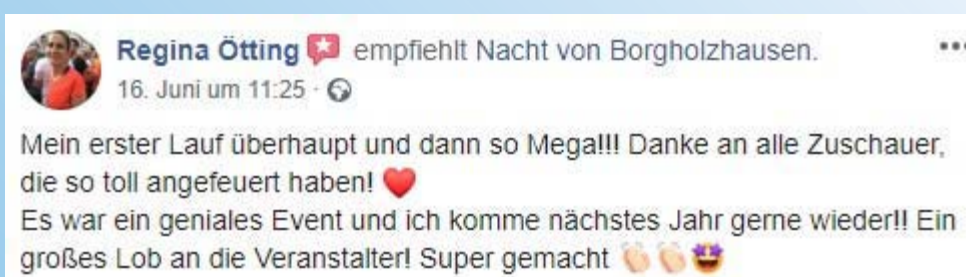 Regina Ötting empfiehlt Nacht von Borgholzhausen.
16. Juni um 11:25 ·
Mein erster Lauf überhaupt und dann so Mega!!! Danke an alle Zuschauer,
die so toll angefeuert haben! ❤️
Es war ein geniales Event und ich komme nächstes Jahr gerne wieder!! Ein
großes Lob an die Veranstalter! Super gemacht 👏🏻👏🏻🤩